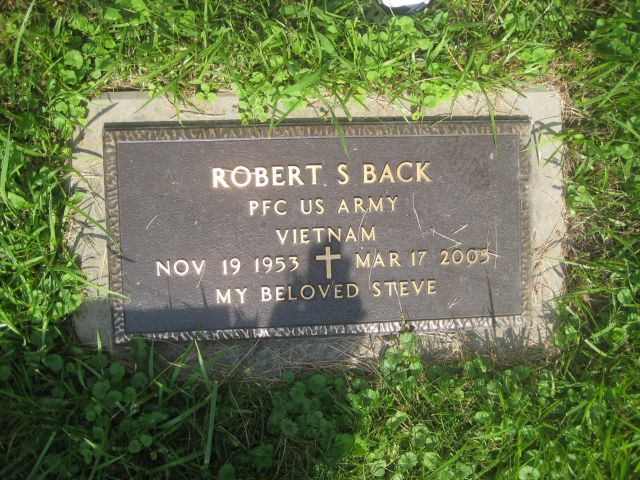 ROBERT S BACK
PFC US ARMY
VIETNAM
NOV 19 1953 MAR 17 2005
MY BELOVED STEVE